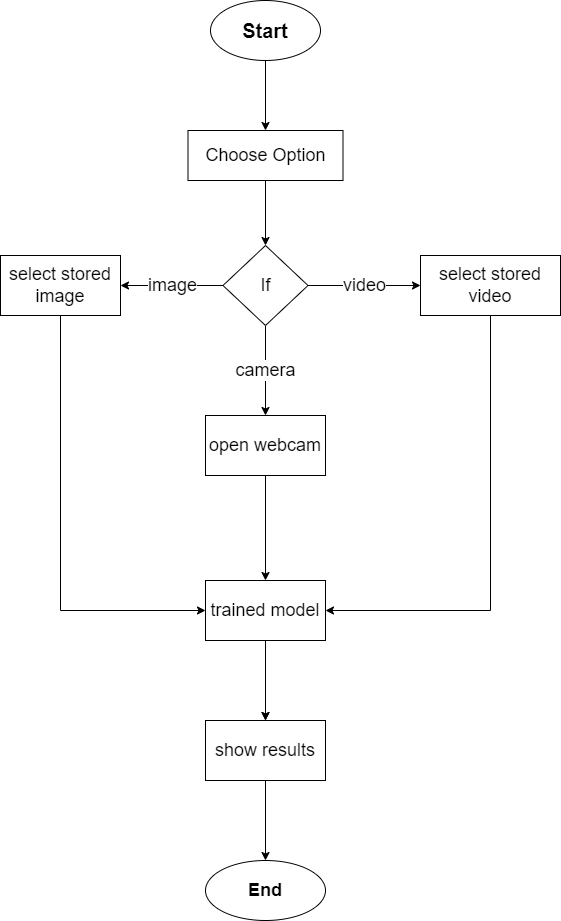 Start
Choose Option
select stored
image
image
If
video
select stored
video
camera
open webcam
trained model
show results
End